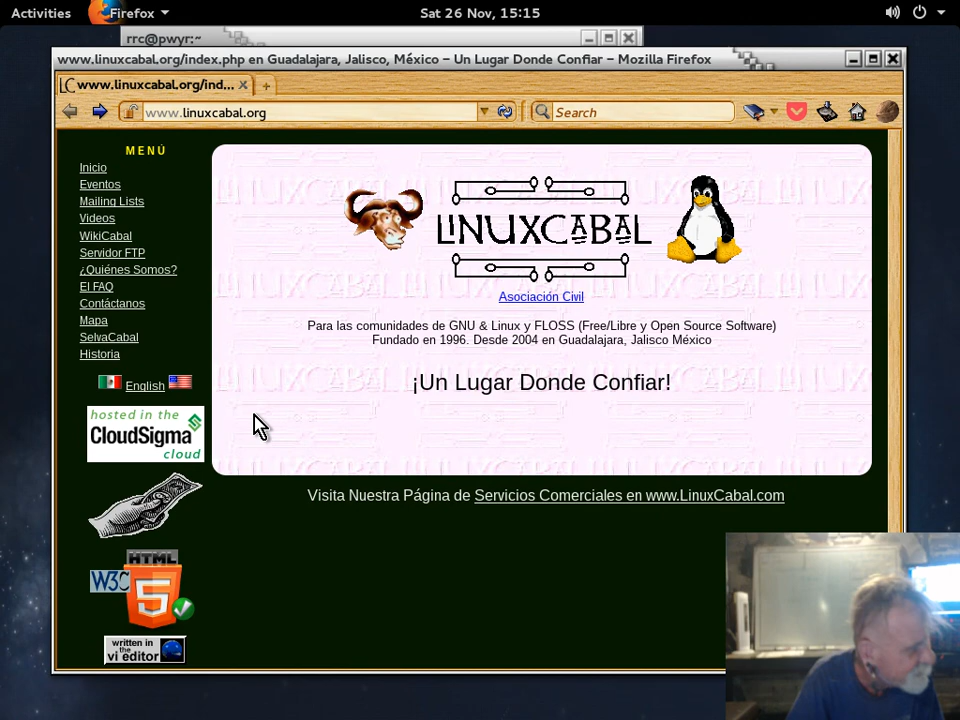 Activities
Firefox
Sat 26 Nov, 15:15
rrc@pwyr:~
www.linuxcabal.org/index.php en Guadalajara, Jalisco, México - Un Lugar Donde Confiar - Mozilla Firefox
www.linuxcabal.org/ind...
www.linuxcabal.org
Search
MENÚ
Inicio
Eventos
Mailing Lists
Videos
WikiCabal
Servidor FTP
¿Quiénes Somos?
El FAQ
Contáctanos
Mapa
SelvaCabal
Historia
English
hosted in the
CloudSigma
cloud
HTML
W3C
5
written in
the
vi editor
LINUXCABAL
Asociación Civil
Para las comunidades de GNU & Linux y FLOSS (Free/Libre y Open Source Software)
Fundado en 1996. Desde 2004 en Guadalajara, Jalisco México
¡Un Lugar Donde Confiar!
Visita Nuestra Página de Servicios Comerciales en www.LinuxCabal.com